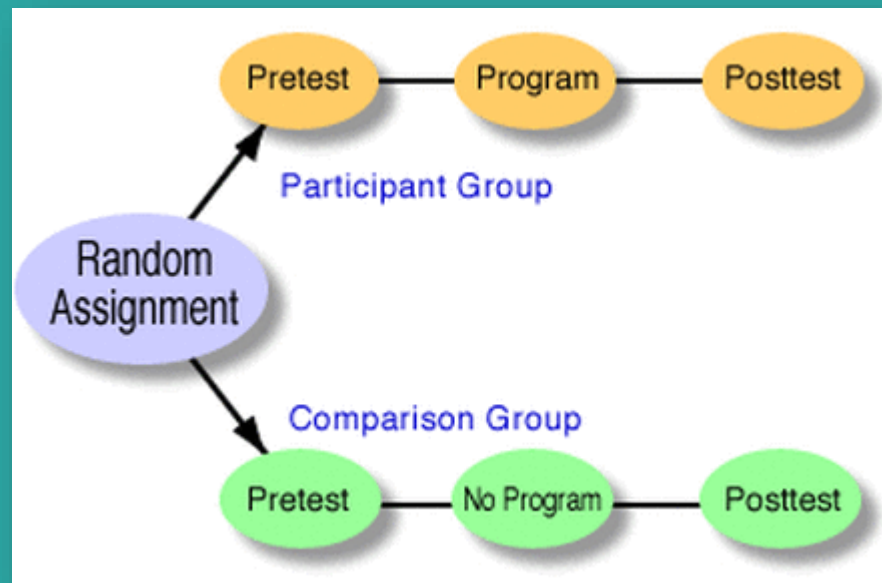 Pretest
Program
Posttest
Participant Group
Random
Assignment
Comparison Group
Pretest
No Program
Posttest